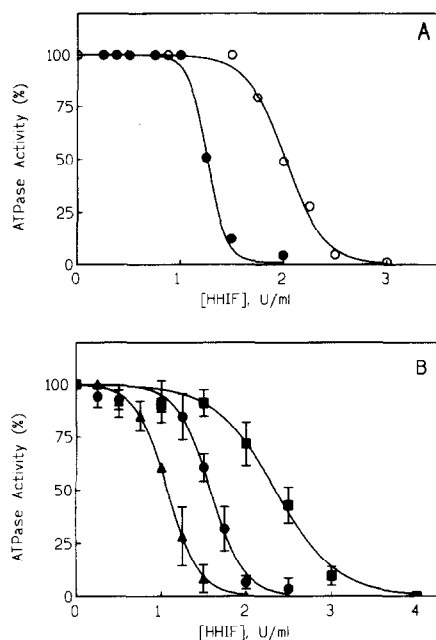 A
ATPase Activity (%)
100
75
50
25
0
0 1 2 3
[HHIF], U/ml
B
ATPase Activity (%)
100
75
50
25
0
0 1 2 3 4
[HHIF], U/ml